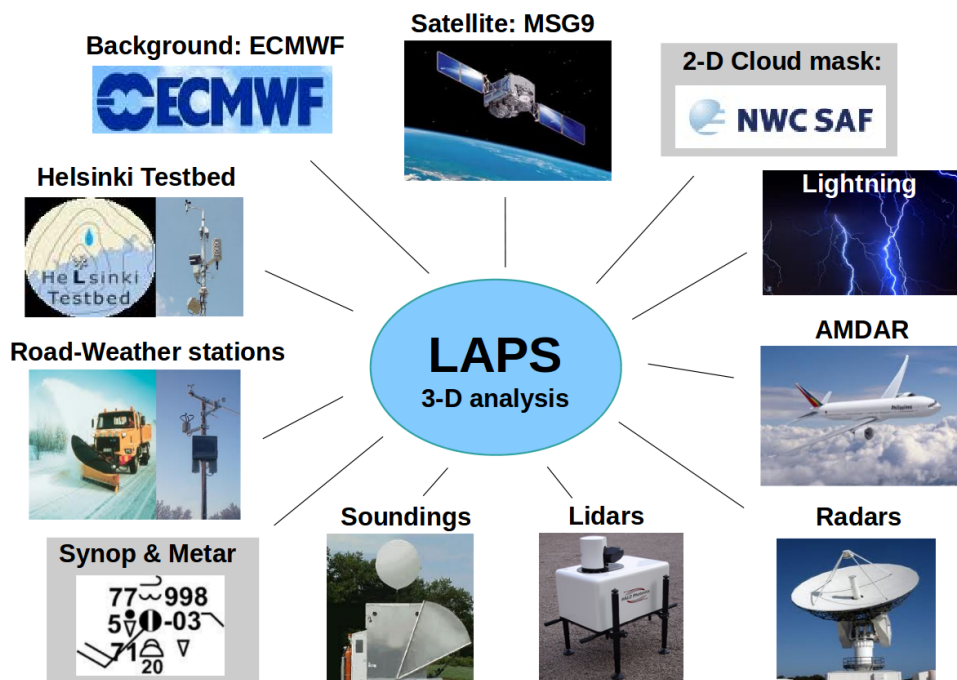 Satellite: MSG9
Background: ECMWF
ECMWF
2-D Cloud mask:
NWC SAF
Helsinki Testbed
HeLsinki
Testbed
Lightning
LAPS
3-D analysis
Road-Weather stations
AMDAR
Philippines
Synop & Metar
77 998
5 -03
71
20
Soundings
Lidars
Radars